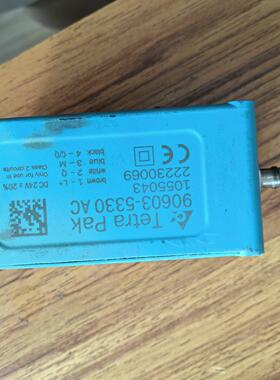 Tetra Pak
90603-5330 AC
1055043
22230069
CE
brown 1 - L+
white 2 - Q
blue 3 - M
black 4 - C/Q
DC24V ± 20%
Only for use in
Class 2 circuits